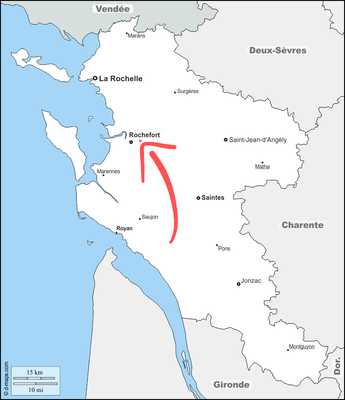 Vendée
Marans
Deux-Sèvres
La Rochelle
Surgères
Rochefort
Saint-Jean-d'Angély
Matha
Marennes
Saintes
Saujon
Charente
Royan
Pons
Jonzac
Montguyon
15 km
10 mi
Gironde
Dor.
© d-maps.com